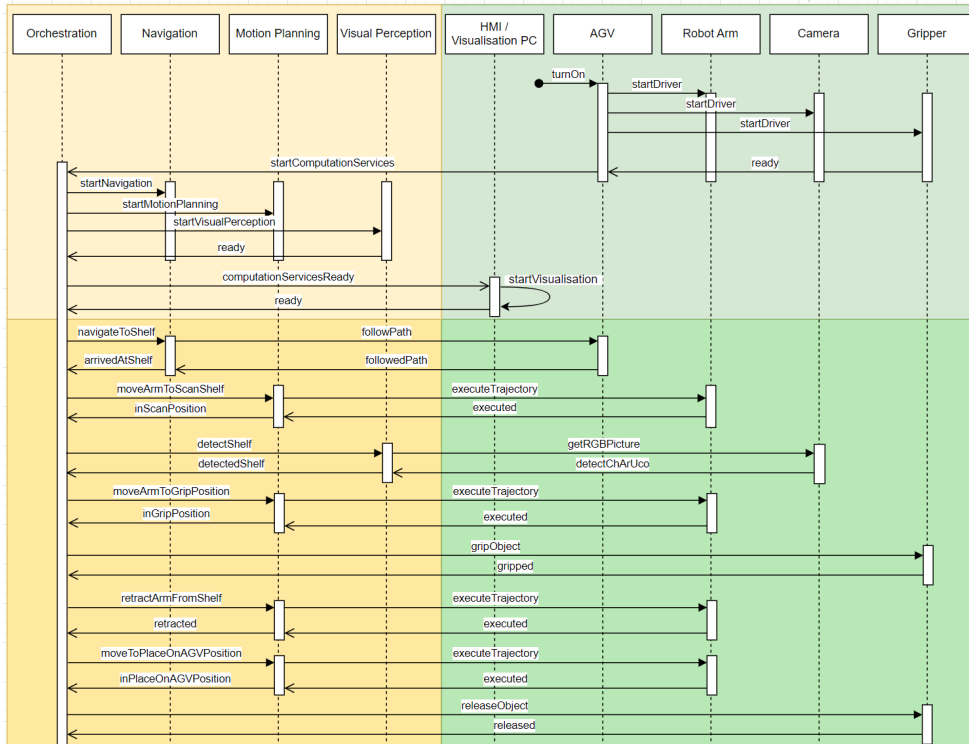 Orchestration
Navigation
Motion Planning
Visual Perception
HMI /
Visualisation PC
AGV
Robot Arm
Camera
Gripper
turnOn
startDriver
startDriver
startDriver
startComputationServices
ready
startNavigation
startMotionPlanning
startVisualPerception
ready
computationServicesReady
startVisualisation
ready
navigateToShelf
followPath
arrivedAtShelf
followedPath
moveArmToScanShelf
executeTrajectory
inScanPosition
executed
detectShelf
getRGBPicture
detectedShelf
detectChArUco
moveArmToGripPosition
executeTrajectory
inGripPosition
executed
gripObject
gripped
retractArmFromShelf
executeTrajectory
retracted
executed
moveToPlaceOnAGVPosition
executeTrajectory
inPlaceOnAGVPosition
executed
releaseObject
released